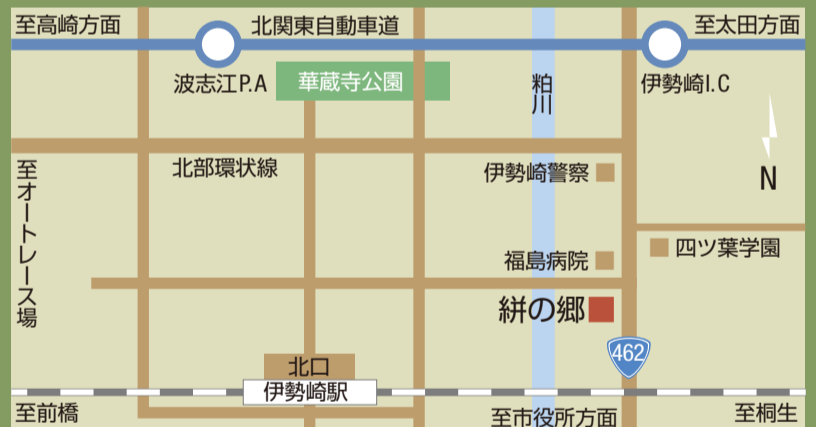 至高崎方面
北関東自動車道
至太田方面
波志江P.A
華蔵寺公園
粕川
伊勢崎I.C
北部環状線
伊勢崎警察
N
至オートレース場
四ツ葉学園
福島病院
絣の郷
462
北口
伊勢崎駅
至前橋
至市役所方面
至桐生